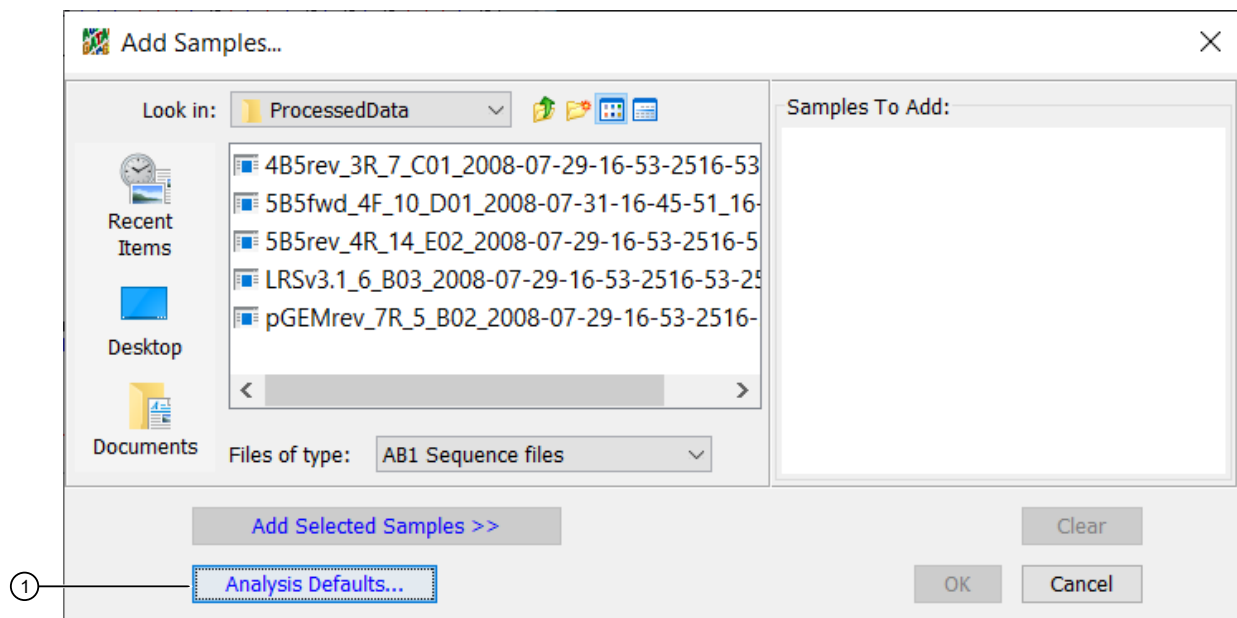 Add Samples...
Look in:
ProcessedData
Samples To Add:
Recent
Items
Desktop
Documents
4B5rev_3R_7_C01_2008-07-29-16-53-2516-53
5B5fwd_4F_10_D01_2008-07-31-16-45-51_16-
5B5rev_4R_14_E02_2008-07-29-16-53-2516-5
LRSv3.1_6_B03_2008-07-29-16-53-2516-53-25
pGEMrev_7R_5_B02_2008-07-29-16-53-2516-
Files of type:
AB1 Sequence files
Add Selected Samples >>
Clear
1
Analysis Defaults...
OK
Cancel